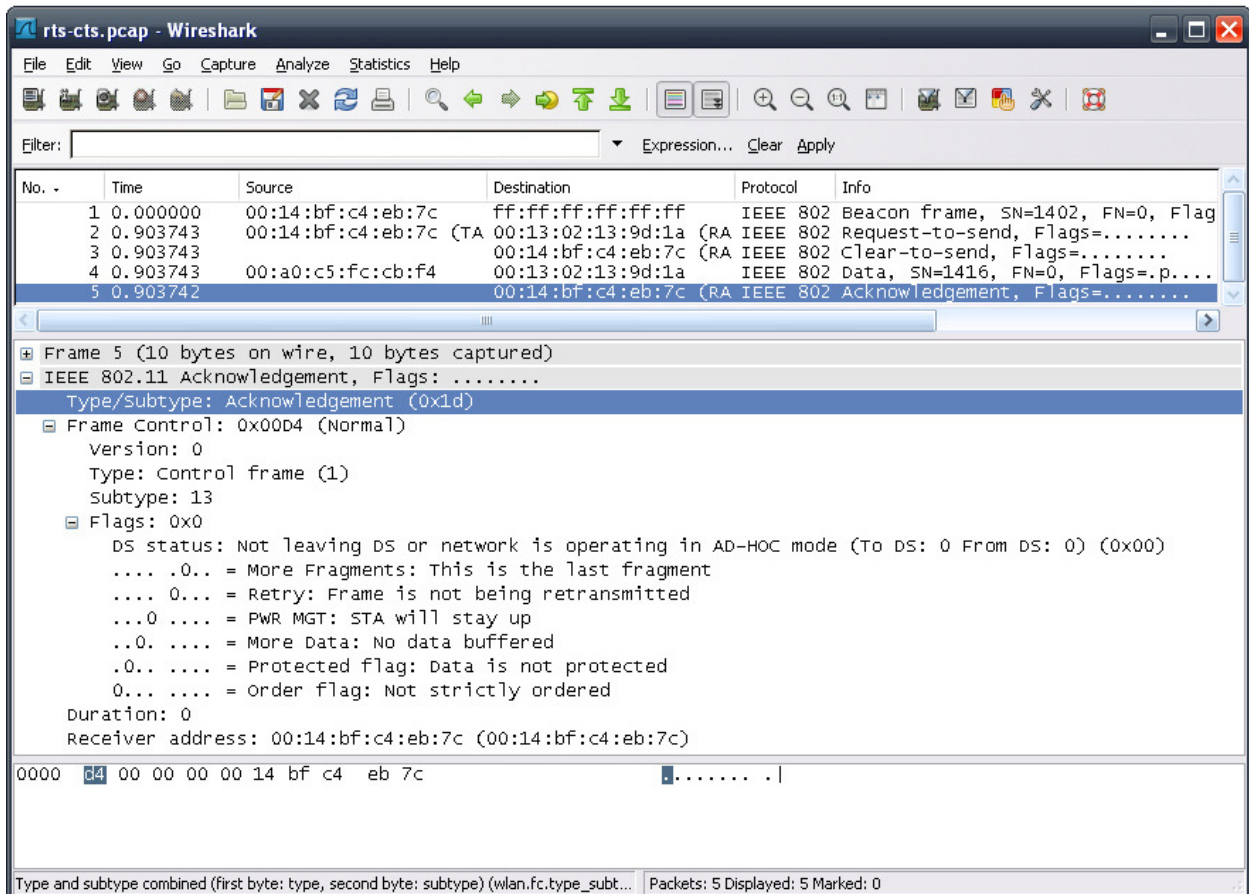 rts-cts.pcap - Wireshark
File Edit View Go Capture Analyze Statistics Help
Filter: Expression... Clear Apply
No. Time Source Destination Protocol Info
1 0.000000 00:14:bf:c4:eb:7c ff:ff:ff:ff:ff:ff IEEE 802 Beacon frame, SN=1402, FN=0, Flag
2 0.903743 00:14:bf:c4:eb:7c (TA 00:13:02:13:9d:1a (RA IEEE 802 Request-to-send, Flags=........
3 0.903743 00:14:bf:c4:eb:7c (RA IEEE 802 Clear-to-send, Flags=........
4 0.903743 00:a0:c5:fc:cb:f4 00:13:02:13:9d:1a IEEE 802 Data, SN=1416, FN=0, Flags=.p....
5 0.903742 00:14:bf:c4:eb:7c (RA IEEE 802 Acknowledgement, Flags=........
Frame 5 (10 bytes on wire, 10 bytes captured)
IEEE 802.11 Acknowledgement, Flags: ........
Type/Subtype: Acknowledgement (0x1d)
Frame Control: 0x00D4 (Normal)
Version: 0
Type: Control frame (1)
Subtype: 13
Flags: 0x0
DS status: Not leaving DS or network is operating in AD-HOC mode (To DS: 0 From DS: 0) (0x00)
.... .0.. = More Fragments: This is the last fragment
.... 0... = Retry: Frame is not being retransmitted
...0 .... = PWR MGT: STA will stay up
..0. .... = More Data: No data buffered
.0.. .... = Protected flag: Data is not protected
0... .... = Order flag: Not strictly ordered
Duration: 0
Receiver address: 00:14:bf:c4:eb:7c (00:14:bf:c4:eb:7c)
0000 d4 00 00 00 00 14 bf c4 eb 7c ........ .|
Type and subtype combined (first byte: type, second byte: subtype) (wlan.fc.type_subt... Packets: 5 Displayed: 5 Marked: 0